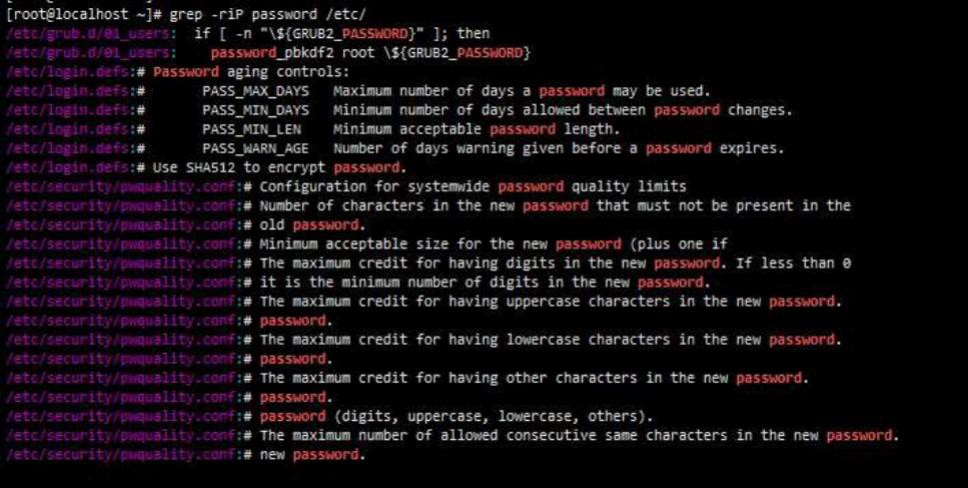 [root@localhost ~]# grep -riP password /etc/
/etc/grub.d/01_users:  if [ -n "\${GRUB2_PASSWORD}" ]; then
/etc/grub.d/01_users:    password_pbkdf2 root \${GRUB2_PASSWORD}
/etc/login.defs:# Password aging controls:
/etc/login.defs:#       PASS_MAX_DAYS   Maximum number of days a password may be used.
/etc/login.defs:#       PASS_MIN_DAYS   Minimum number of days allowed between password changes.
/etc/login.defs:#       PASS_MIN_LEN    Minimum acceptable password length.
/etc/login.defs:#       PASS_WARN_AGE   Number of days warning given before a password expires.
/etc/login.defs:# Use SHA512 to encrypt password.
/etc/security/pwquality.conf:# Configuration for systemwide password quality limits
/etc/security/pwquality.conf:# Number of characters in the new password that must not be present in the
/etc/security/pwquality.conf:# old password.
/etc/security/pwquality.conf:# Minimum acceptable size for the new password (plus one if
/etc/security/pwquality.conf:# The maximum credit for having digits in the new password. If less than 0
/etc/security/pwquality.conf:# it is the minimum number of digits in the new password.
/etc/security/pwquality.conf:# The maximum credit for having uppercase characters in the new password.
/etc/security/pwquality.conf:# password.
/etc/security/pwquality.conf:# The maximum credit for having lowercase characters in the new password.
/etc/security/pwquality.conf:# password.
/etc/security/pwquality.conf:# The maximum credit for having other characters in the new password.
/etc/security/pwquality.conf:# password.
/etc/security/pwquality.conf:# password (digits, uppercase, lowercase, others).
/etc/security/pwquality.conf:# The maximum number of allowed consecutive same characters in the new password.
/etc/security/pwquality.conf:# new password.